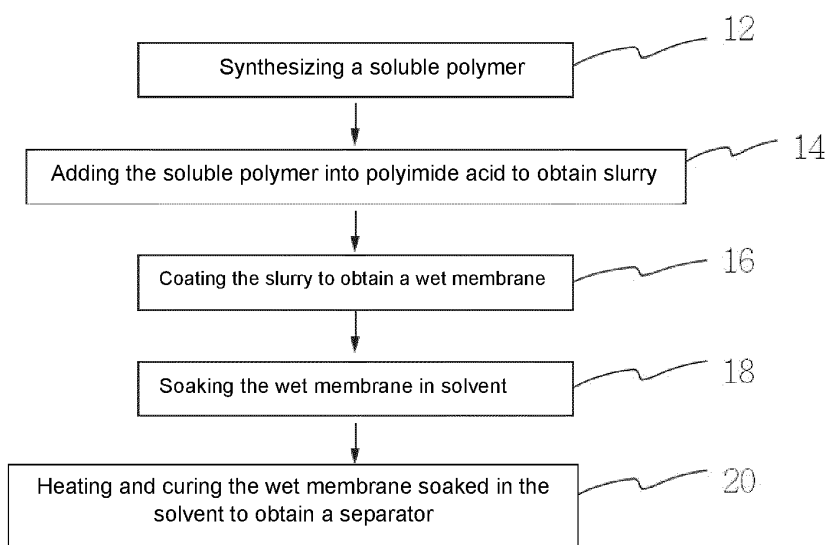 12
Synthesizing a soluble polymer
14
Adding the soluble polymer into polyimide acid to obtain slurry
16
Coating the slurry to obtain a wet membrane
18
Soaking the wet membrane in solvent
20
Heating and curing the wet membrane soaked in the
solvent to obtain a separator